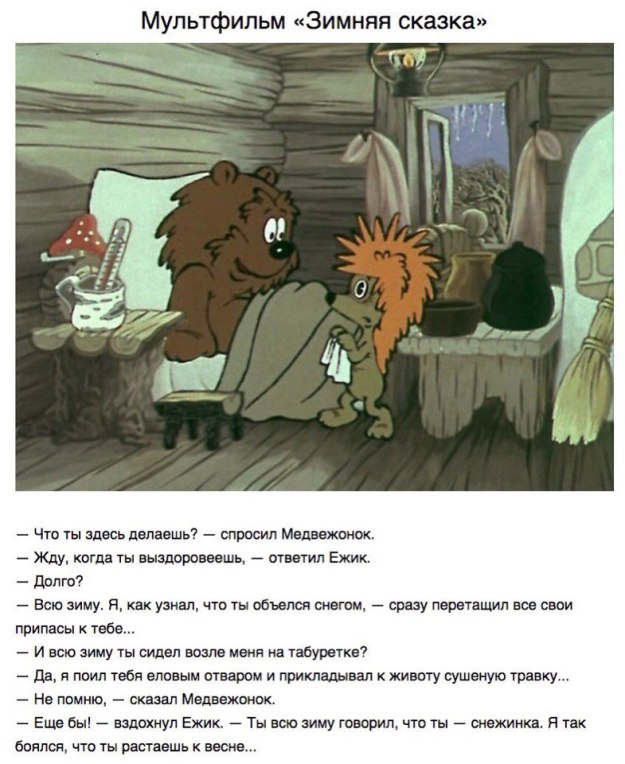 Мультфильм «Зимняя сказка»
— Что ты здесь делаешь? — спросил Медвежонок.
— Жду, когда ты выздоровеешь, — ответил Ежик.
— Долго?
— Всю зиму. Я, как узнал, что ты объелся снегом, — сразу перетащил все свои
припасы к тебе...
— И всю зиму ты сидел возле меня на табуретке?
— Да, я поил тебя еловым отваром и прикладывал к животу сушеную травку...
— Не помню, — сказал Медвежонок.
— Еще бы! — вздохнул Ежик. — Ты всю зиму говорил, что ты — снежинка. Я так
боялся, что ты растаешь к весне...